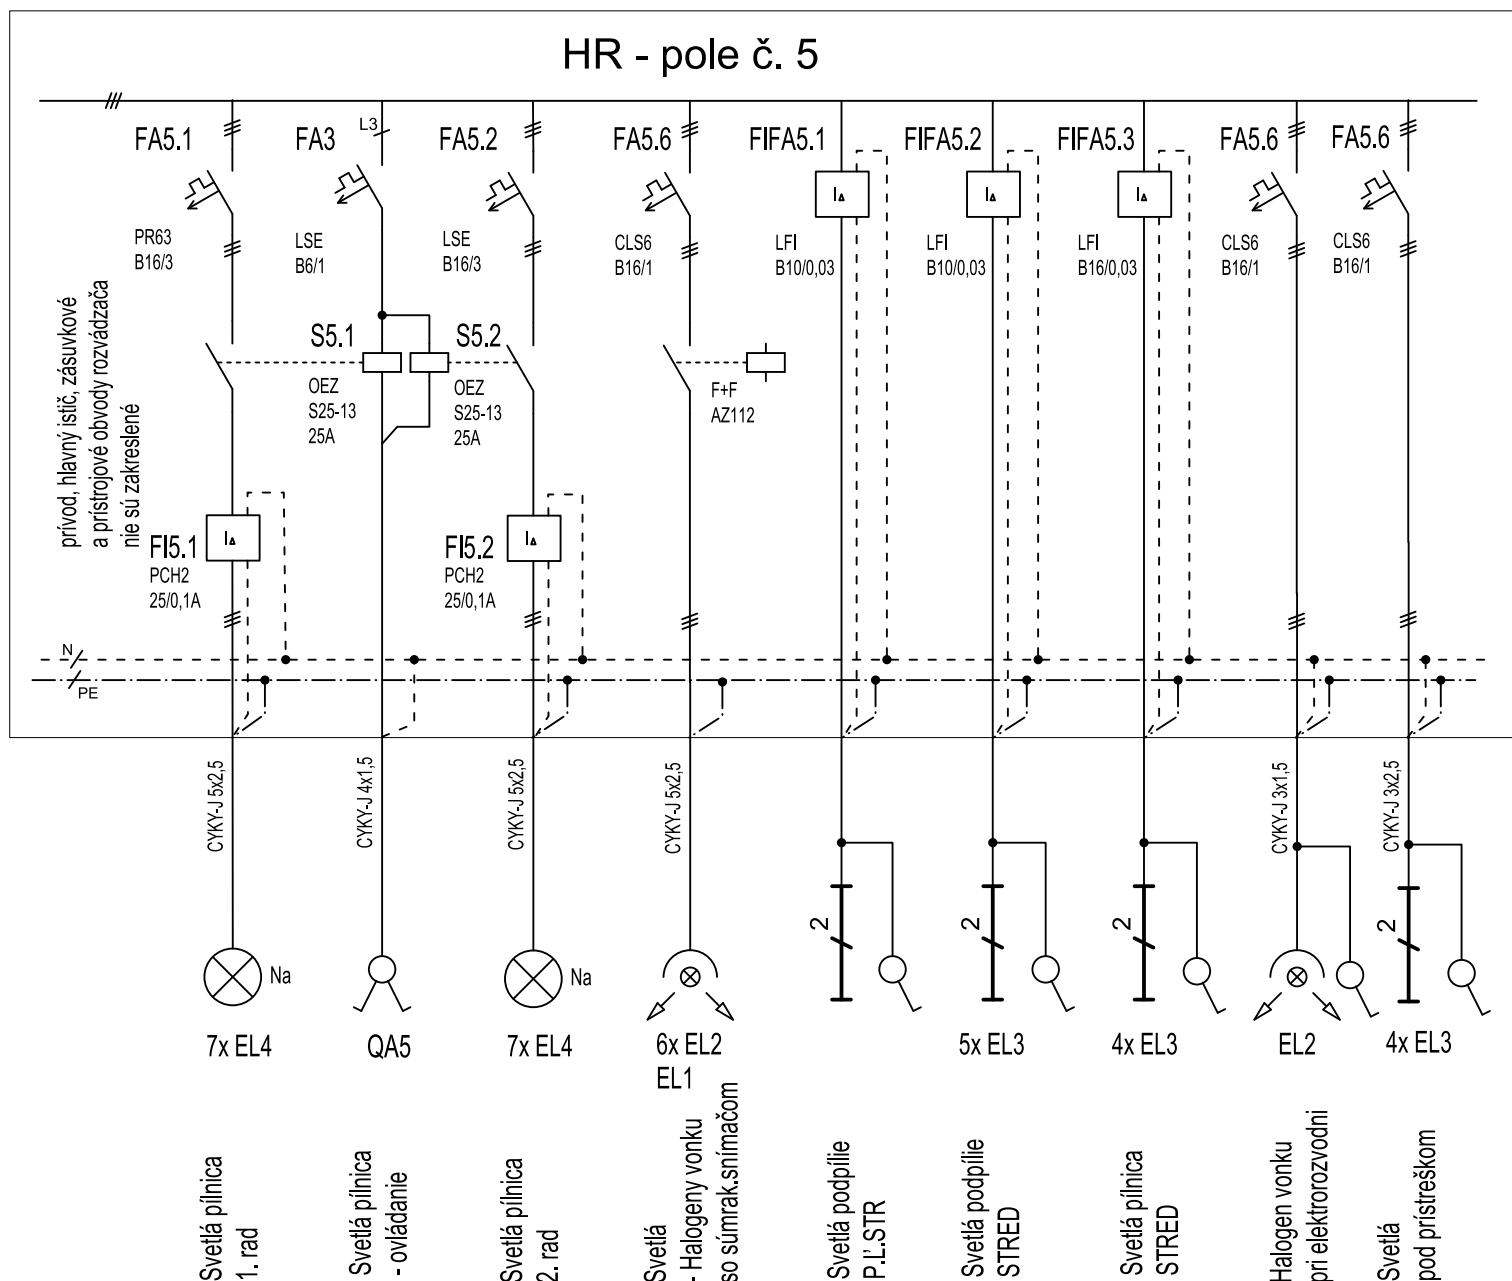 HR - pole č. 5
FA5.1
FA3
L3
FA5.2
FA5.6
FIFA5.1
FIFA5.2
FIFA5.3
FA5.6
FA5.6
PR63
B16/3
LSE
B6/1
LSE
B16/3
CLS6
B16/1
LFI
B10/0,03
LFI
B10/0,03
LFI
B16/0,03
CLS6
B16/1
CLS6
B16/1
prívod, hlavný istič, zásuvkové
a prístrojové obvody rozvádzača
nie sú zakreslené
S5.1
OEZ
S25-13
25A
S5.2
OEZ
S25-13
25A
F+F
AZ112
FI5.1
PCH2
25/0,1A
FI5.2
PCH2
25/0,1A
I∆
I∆
I∆
I∆
I∆
N
PE
CYKY-J 5x2,5
CYKY-J 4x1,5
CYKY-J 5x2,5
CYKY-J 5x2,5
CYKY-J 3x1,5
CYKY-J 3x2,5
2
2
2
2
Na
Na
7x EL4
QA5
7x EL4
6x EL2
EL1
5x EL3
4x EL3
EL2
4x EL3
Svetlá pílnica
1. rad
Svetlá pílnica
- ovládanie
Svetlá pílnica
2. rad
Svetlá
- Halogeny vonku
so súmrak.snímačom
Svetlá podpílie
P.Ľ.STR
Svetlá podpílie
STRED
Svetlá pílnica
STRED
Halogen vonku
pri elektrorozvodni
Svetlá
pod prístreškom